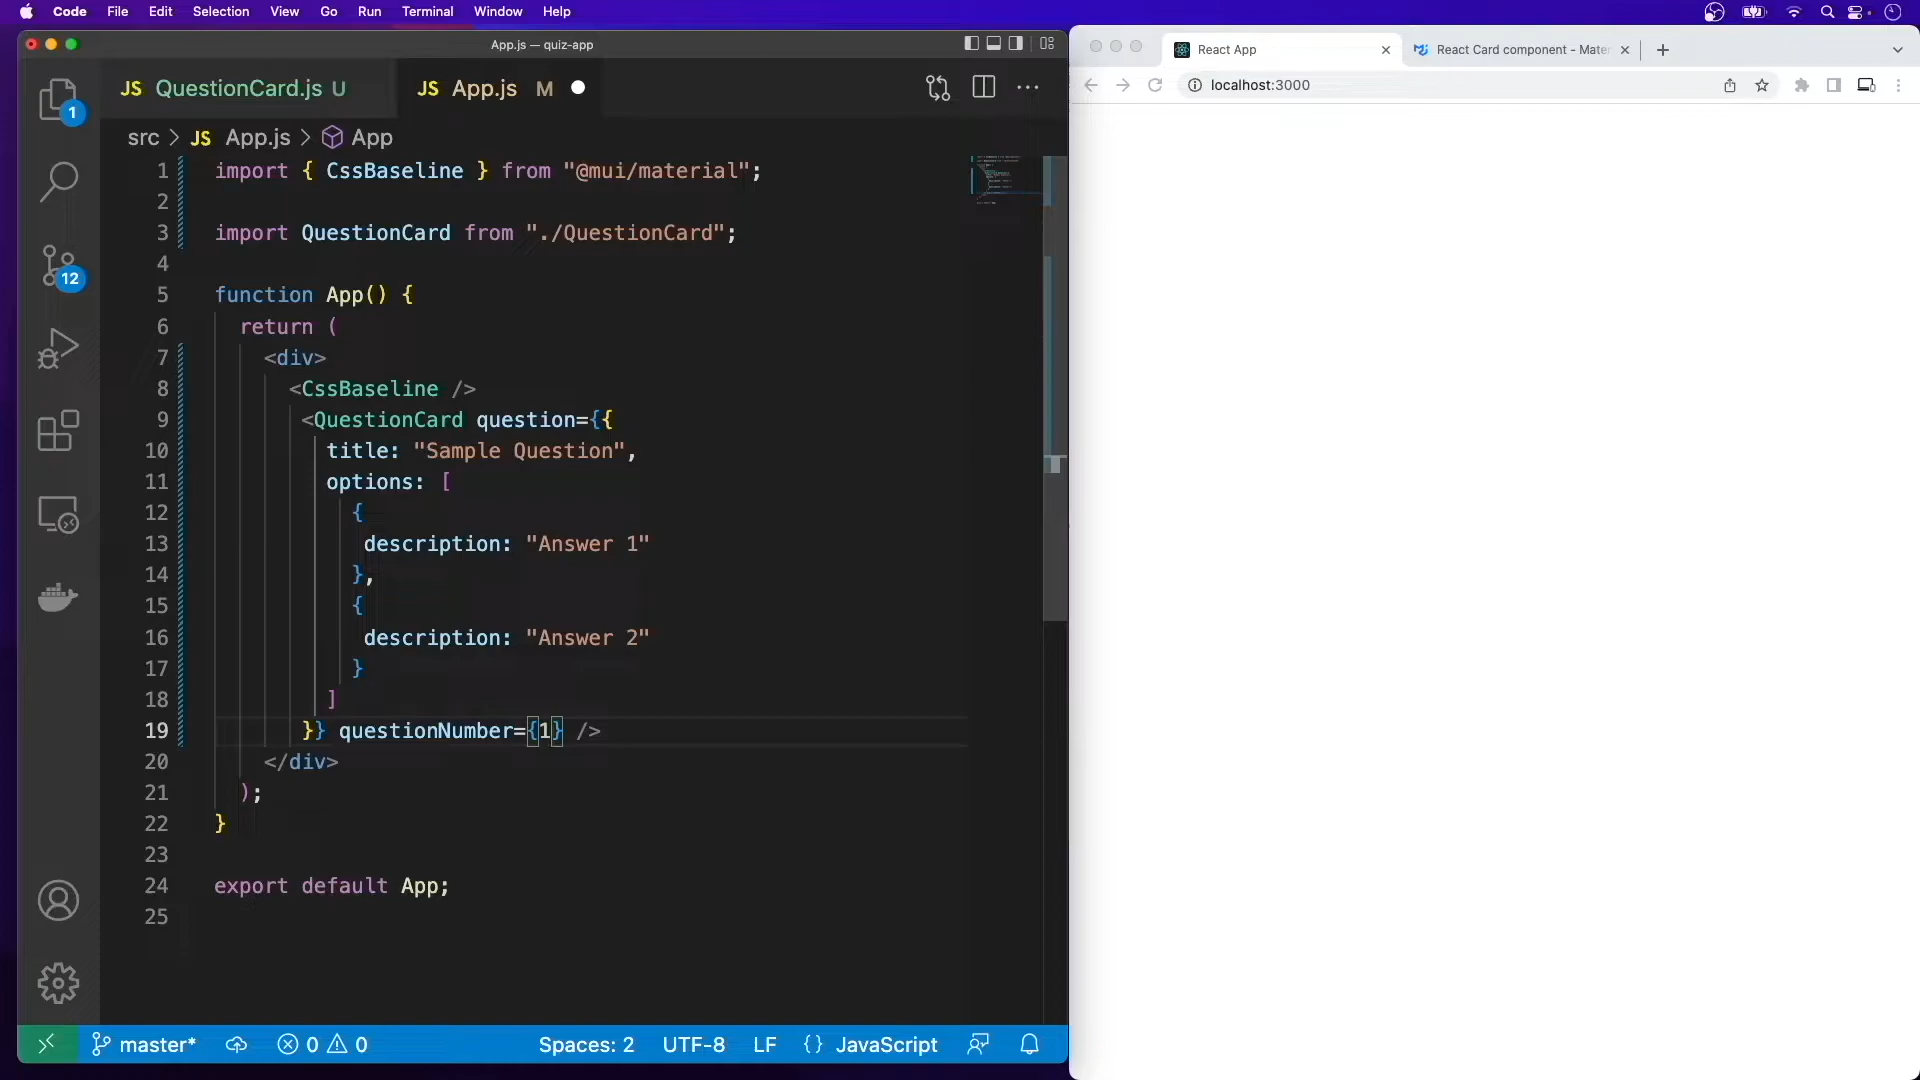 Code File Edit Selection View Go Run Terminal Window Help
App.js — quiz-app
JS QuestionCard.js U JS App.js M
src > JS App.js > App
1 import { CssBaseline } from "@mui/material";
2
3 import QuestionCard from "./QuestionCard";
4
5 function App() {
6 return (
7 <div>
8 <CssBaseline />
9 <QuestionCard question={{
10 title: "Sample Question",
11 options: [
12 {
13 description: "Answer 1"
14 },
15 {
16 description: "Answer 2"
17 }
18 ]
19 }} questionNumber={1} />
20 </div>
21 );
22 }
23
24 export default App;
25
1
12
master* 0 0 Spaces: 2 UTF-8 LF {} JavaScript
React App React Card component - Mater
localhost:3000